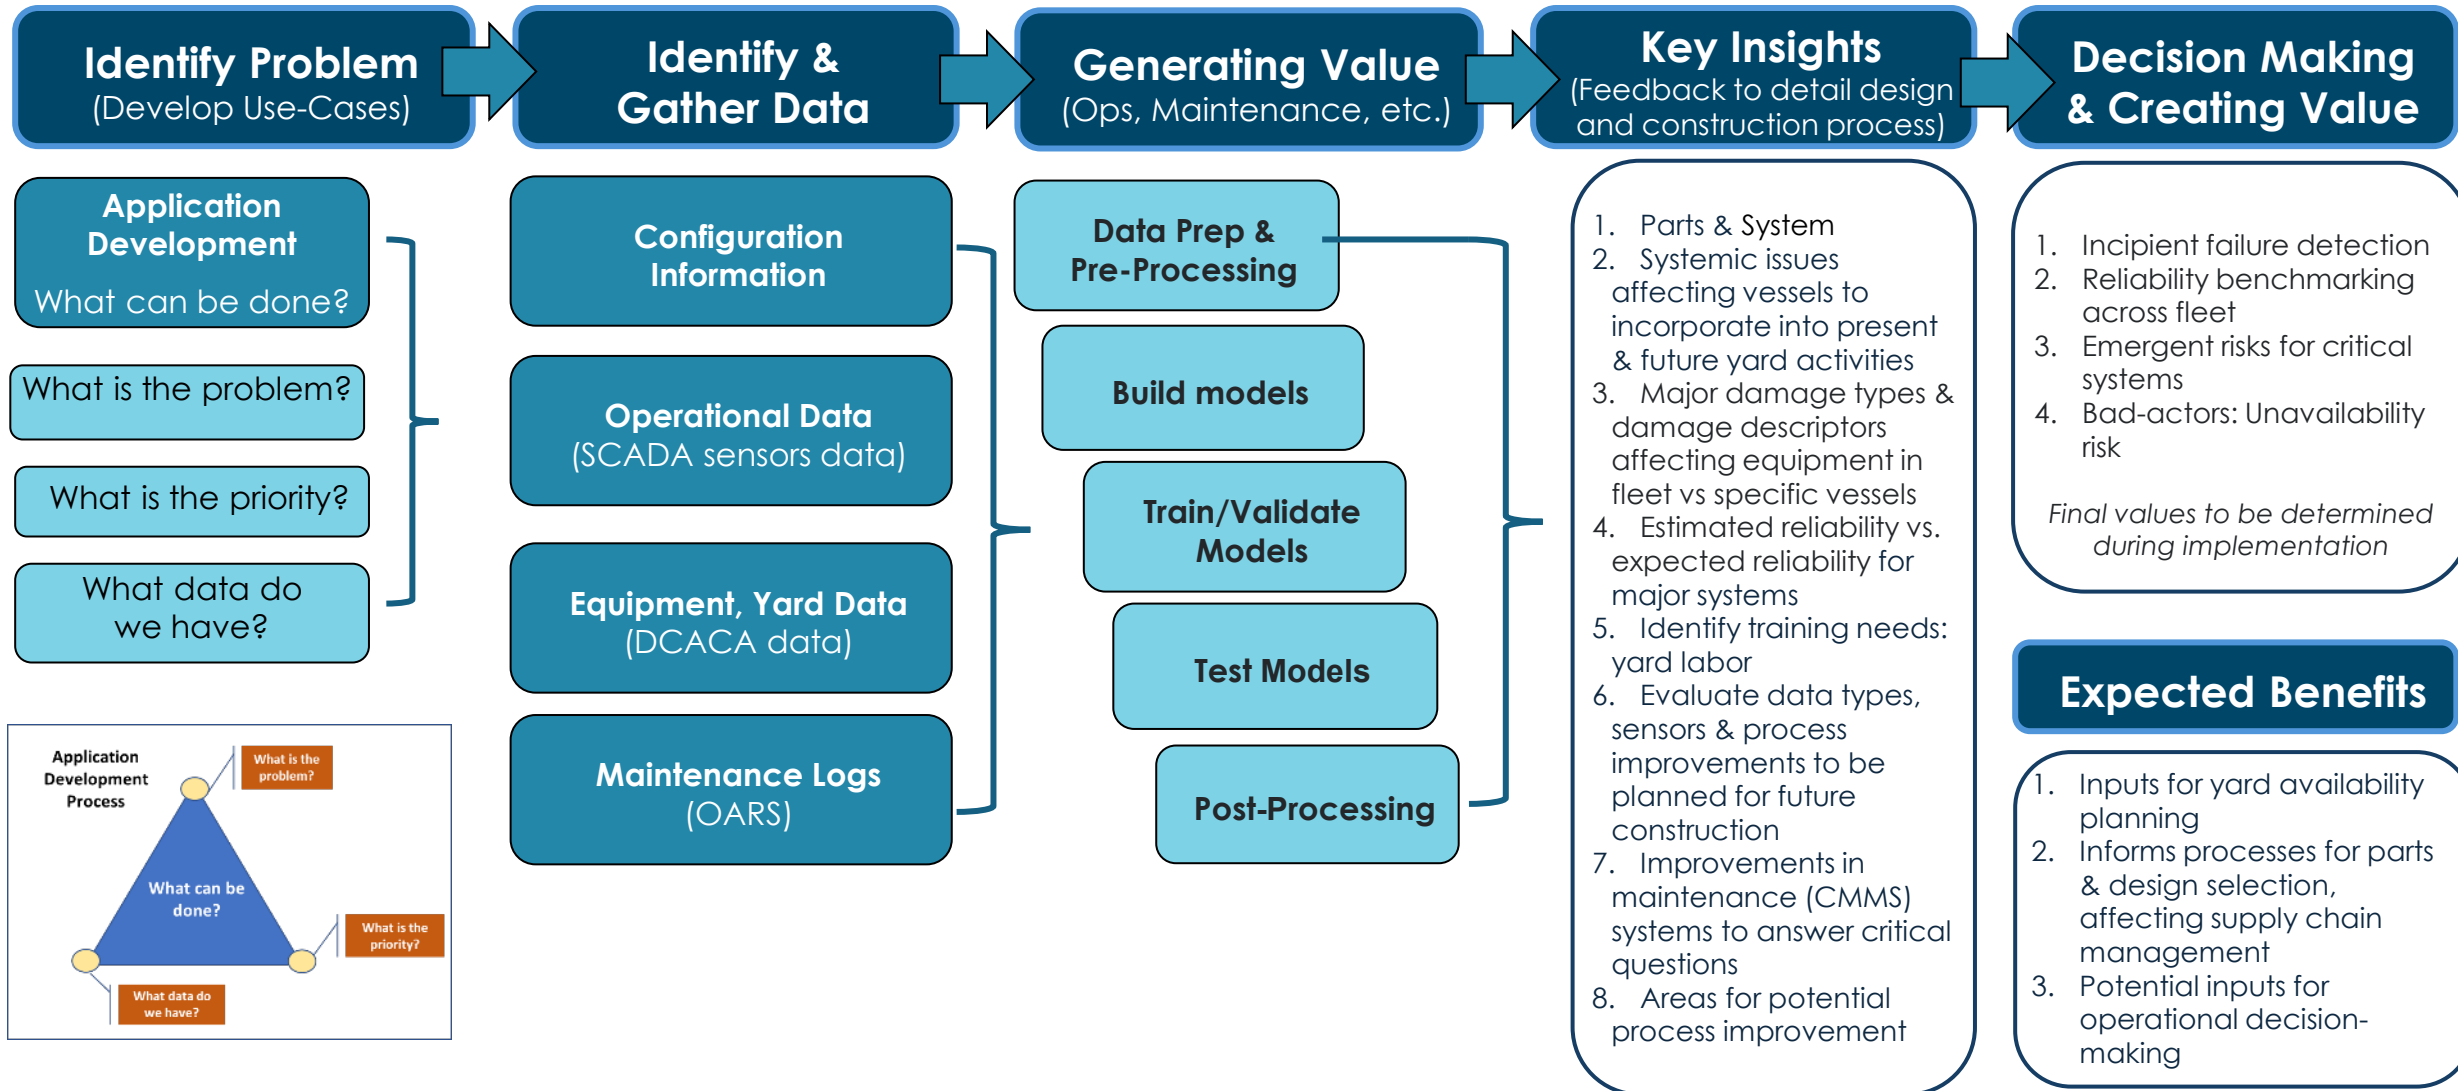 Identify Problem
(Develop Use-Cases)
Identify &
Gather Data
Generating Value
(Ops, Maintenance, etc.)
Key Insights
(Feedback to detail design
and construction process)
Decision Making
& Creating Value
Application
Development
What can be done?
What is the problem?
What is the priority?
What data do
we have?
Application
Development
Process
What is the
problem?
What can be
done?
What is the
priority?
What data do
we have?
Configuration
Information
Operational Data
(SCADA sensors data)
Equipment, Yard Data
(DCACA data)
Maintenance Logs
(OARS)
Data Prep &
Pre-Processing
Build models
Train/Validate
Models
Test Models
Post-Processing
1. Parts & System
2. Systemic issues
affecting vessels to
incorporate into present
& future yard activities
3. Major damage types &
damage descriptors
affecting equipment in
fleet vs specific vessels
4. Estimated reliability vs.
expected reliability for
major systems
5. Identify training needs:
yard labor
6. Evaluate data types,
sensors & process
improvements to be
planned for future
construction
7. Improvements in
maintenance (CMMS)
systems to answer critical
questions
8. Areas for potential
process improvement
1. Incipient failure detection
2. Reliability benchmarking
across fleet
3. Emergent risks for critical
systems
4. Bad-actors: Unavailability
risk
Final values to be determined
during implementation
Expected Benefits
1. Inputs for yard availability
planning
2. Informs processes for parts
& design selection,
affecting supply chain
management
3. Potential inputs for
operational decision-
making